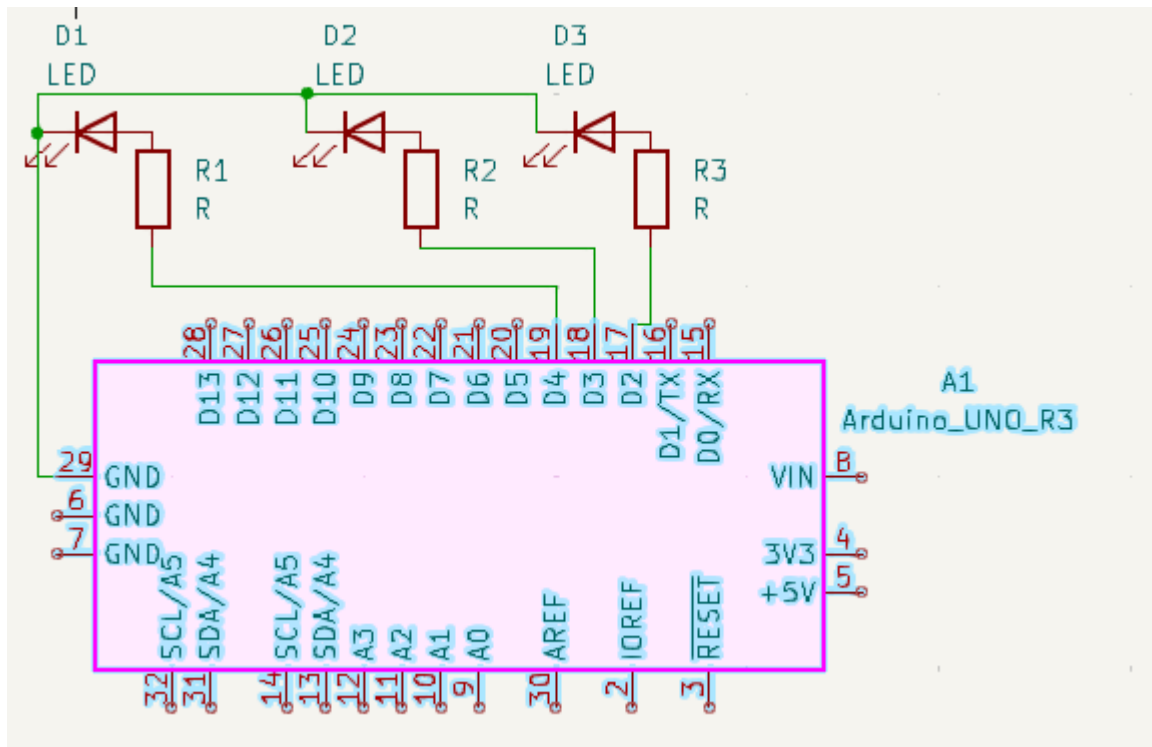 D1
D2
D3
LED
LED
LED
R1
R2
R3
R
R
R
28
27
26
25
24
23
22
21
20
19
18
17
16
15
D13
D12
D11
D10
D9
D8
D7
D6
D5
D4
D3
D2
D1/TX
D0/RX
A1
Arduino_UNO_R3
29
GND
VIN
8
6
GND
7
GND
3V3
4
+5V
5
SCL/A5
SDA/A4
SCL/A5
SDA/A4
A3
A2
A1
A0
AREF
IOREF
RESET
32
31
14
13
12
11
10
9
30
2
3